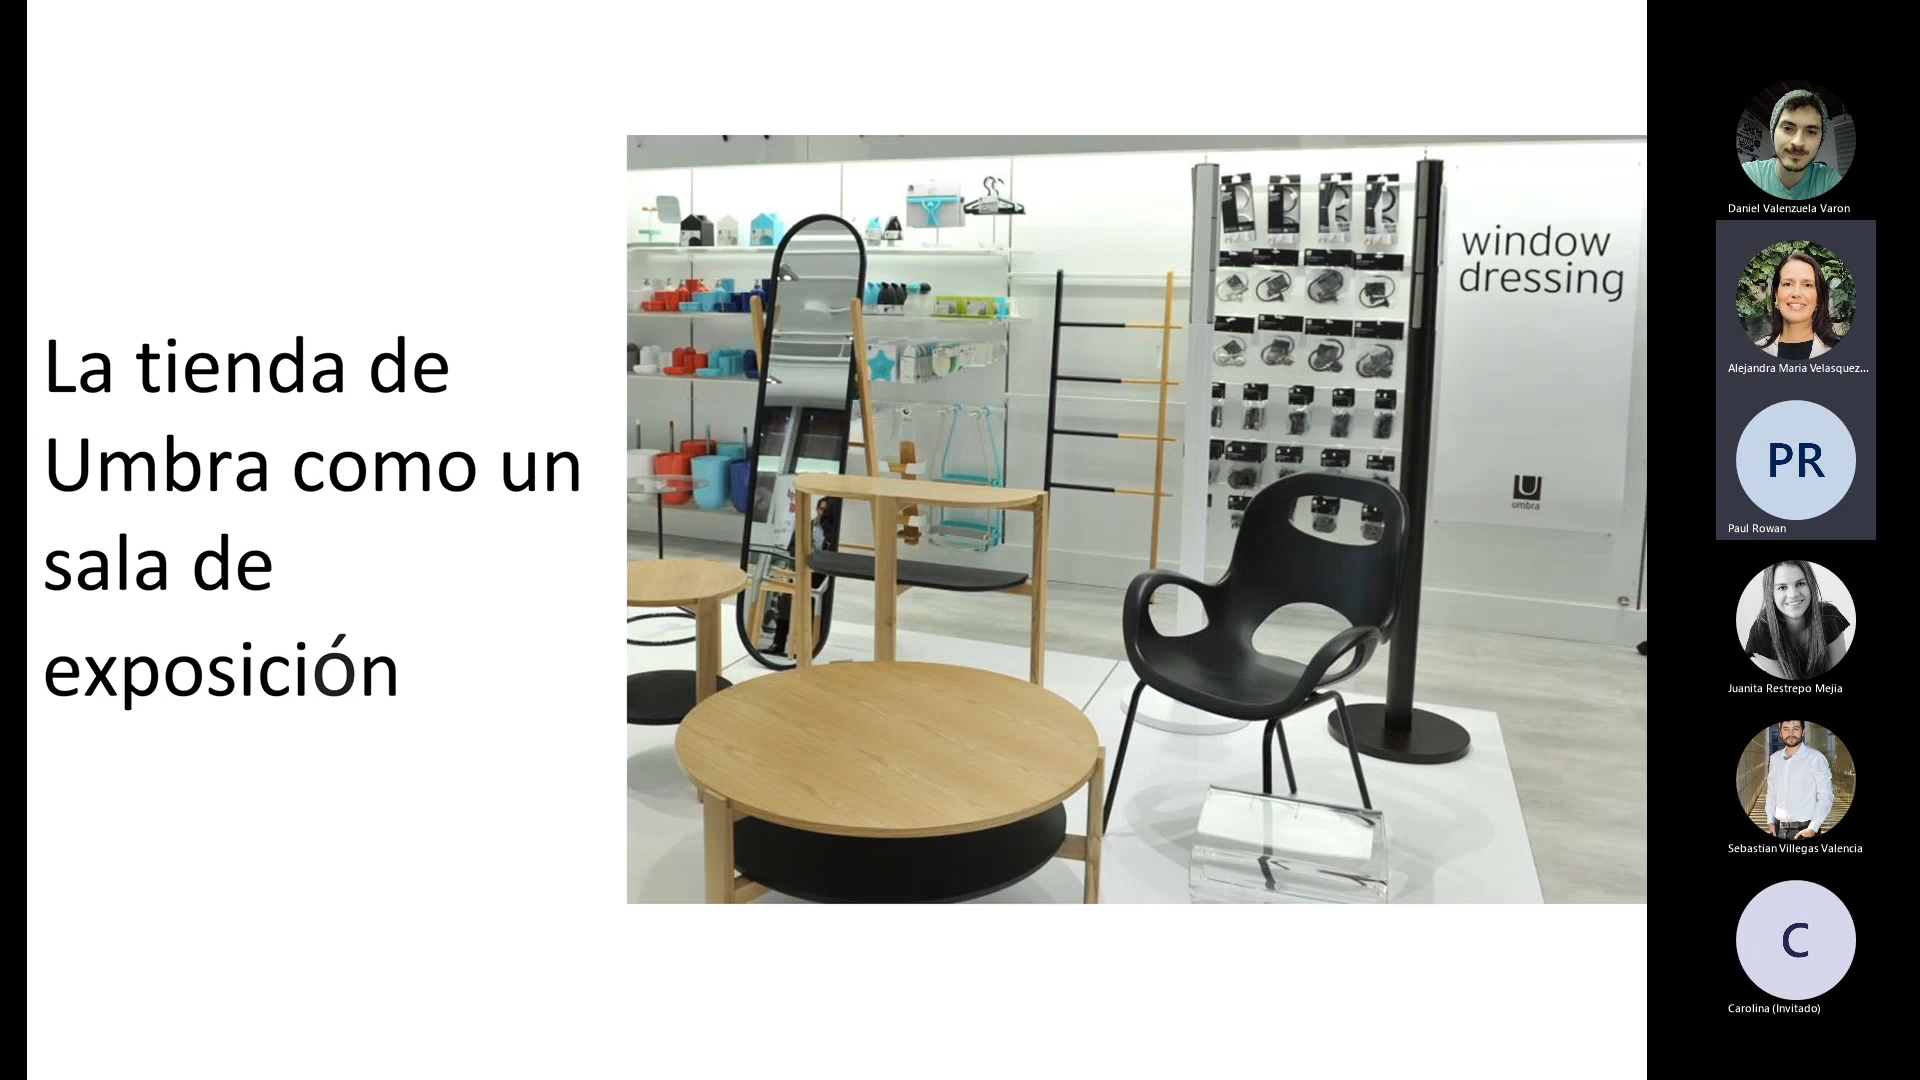 La tienda de
Umbra como un
sala de
exposición
window
dressing
umbra
Daniel Valenzuela Varon
Alejandra Maria Velasquez...
PR
Paul Rowan
Juanita Restrepo Mejia
Sebastian Villegas Valencia
C
Carolina (Invitado)